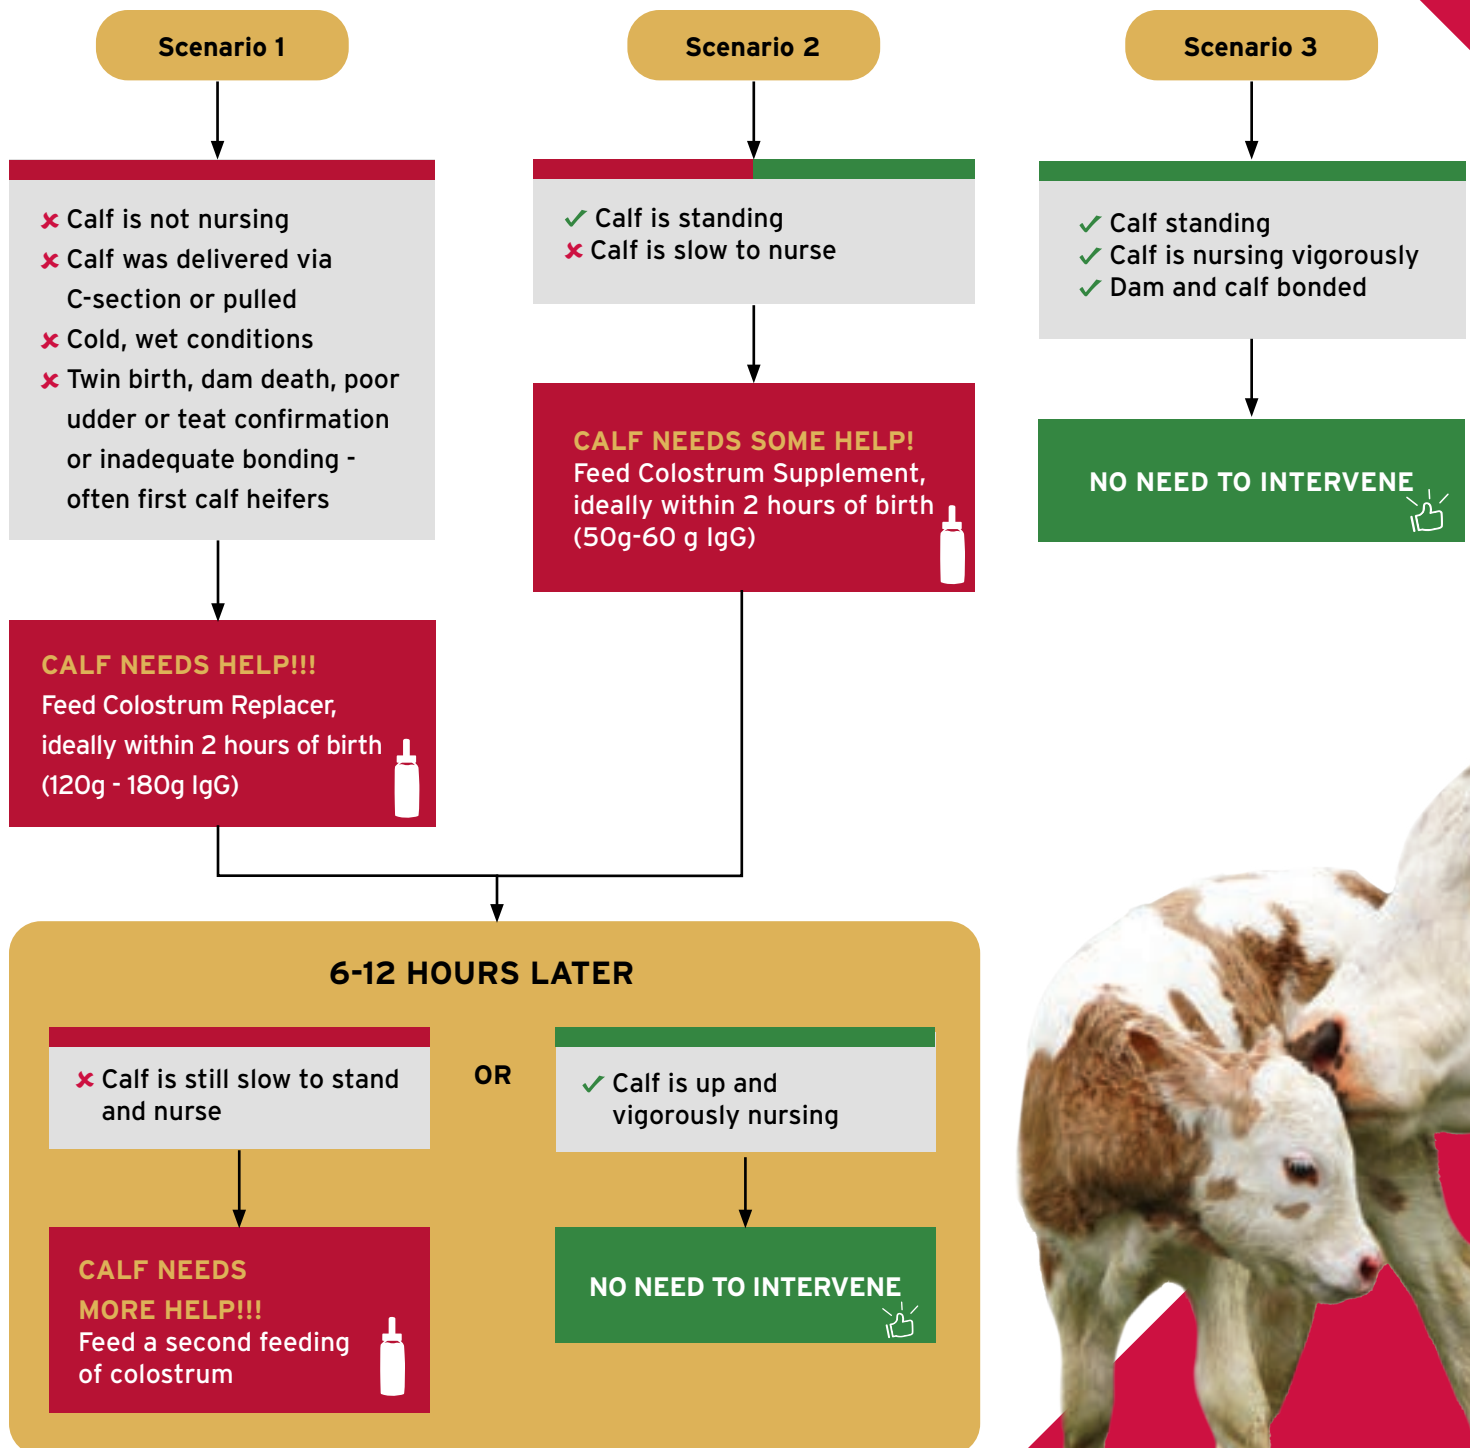 Scenario 1
✘ Calf is not nursing
✘ Calf was delivered via
C-section or pulled
✘ Cold, wet conditions
✘ Twin birth, dam death, poor
udder or teat confirmation
or inadequate bonding -
often first calf heifers
CALF NEEDS HELP!!!
Feed Colostrum Replacer,
ideally within 2 hours of birth
(120g - 180g IgG)
Scenario 2
✓ Calf is standing
✘ Calf is slow to nurse
CALF NEEDS SOME HELP!
Feed Colostrum Supplement,
ideally within 2 hours of birth
(50g-60 g IgG)
Scenario 3
✓ Calf standing
✓ Calf is nursing vigorously
✓ Dam and calf bonded
NO NEED TO INTERVENE
6-12 HOURS LATER
✘ Calf is still slow to stand
and nurse
CALF NEEDS
MORE HELP!!!
Feed a second feeding
of colostrum
OR
✓ Calf is up and
vigorously nursing
NO NEED TO INTERVENE